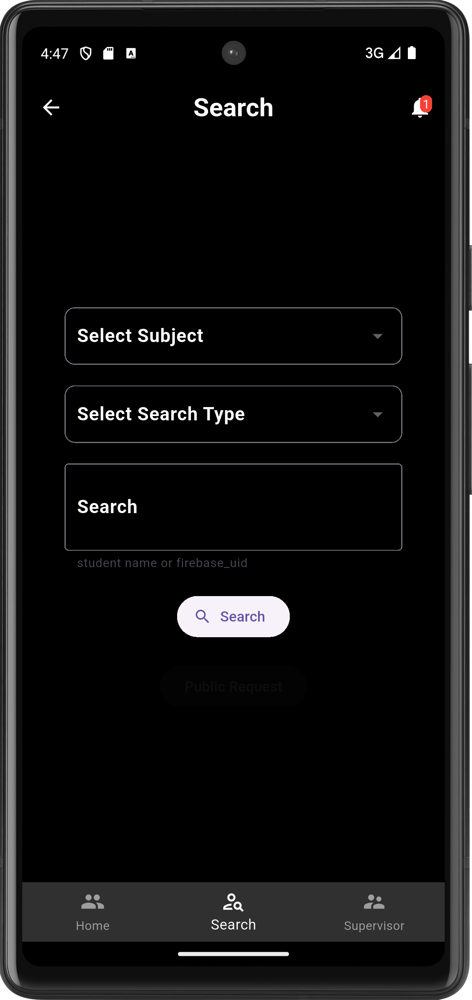 4:47
3G
Search
1
Select Subject
Select Search Type
Search
student name or firebase_uid
Search
Public Request
Home
Search
Supervisor